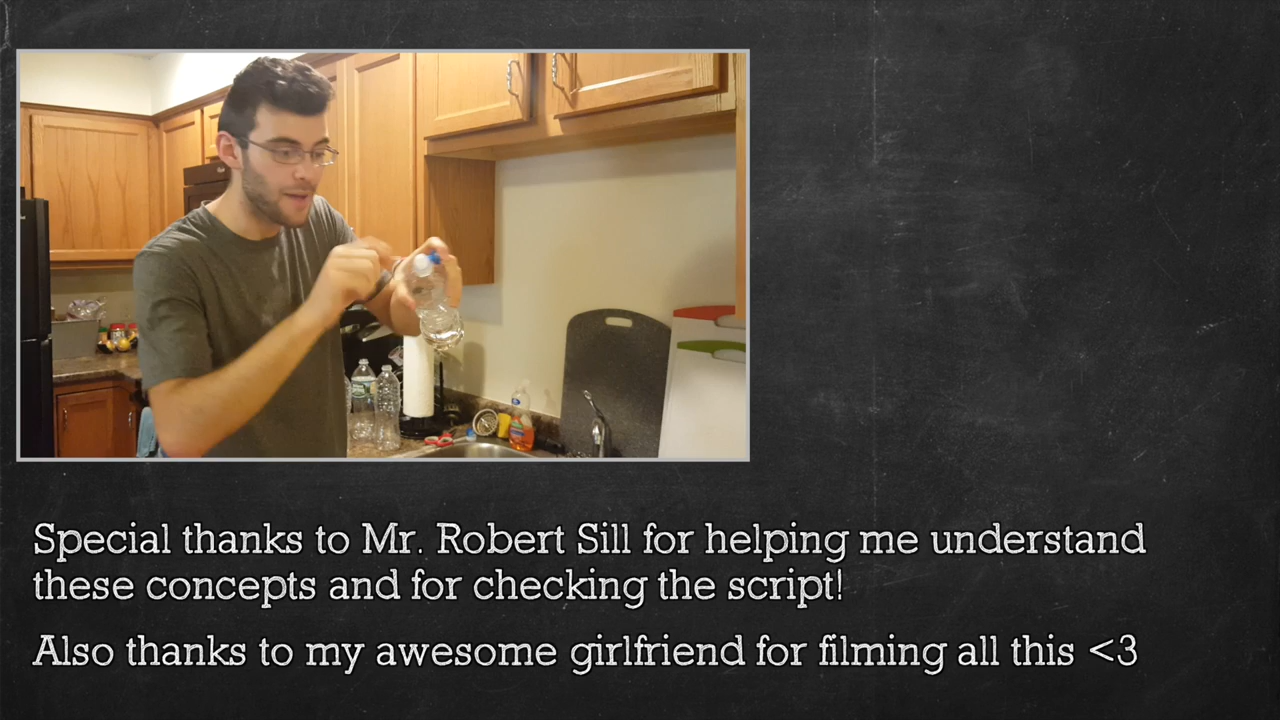 Special thanks to Mr. Robert Sill for helping me understand
these concepts and for checking the script!
Also thanks to my awesome girlfriend for filming all this <3